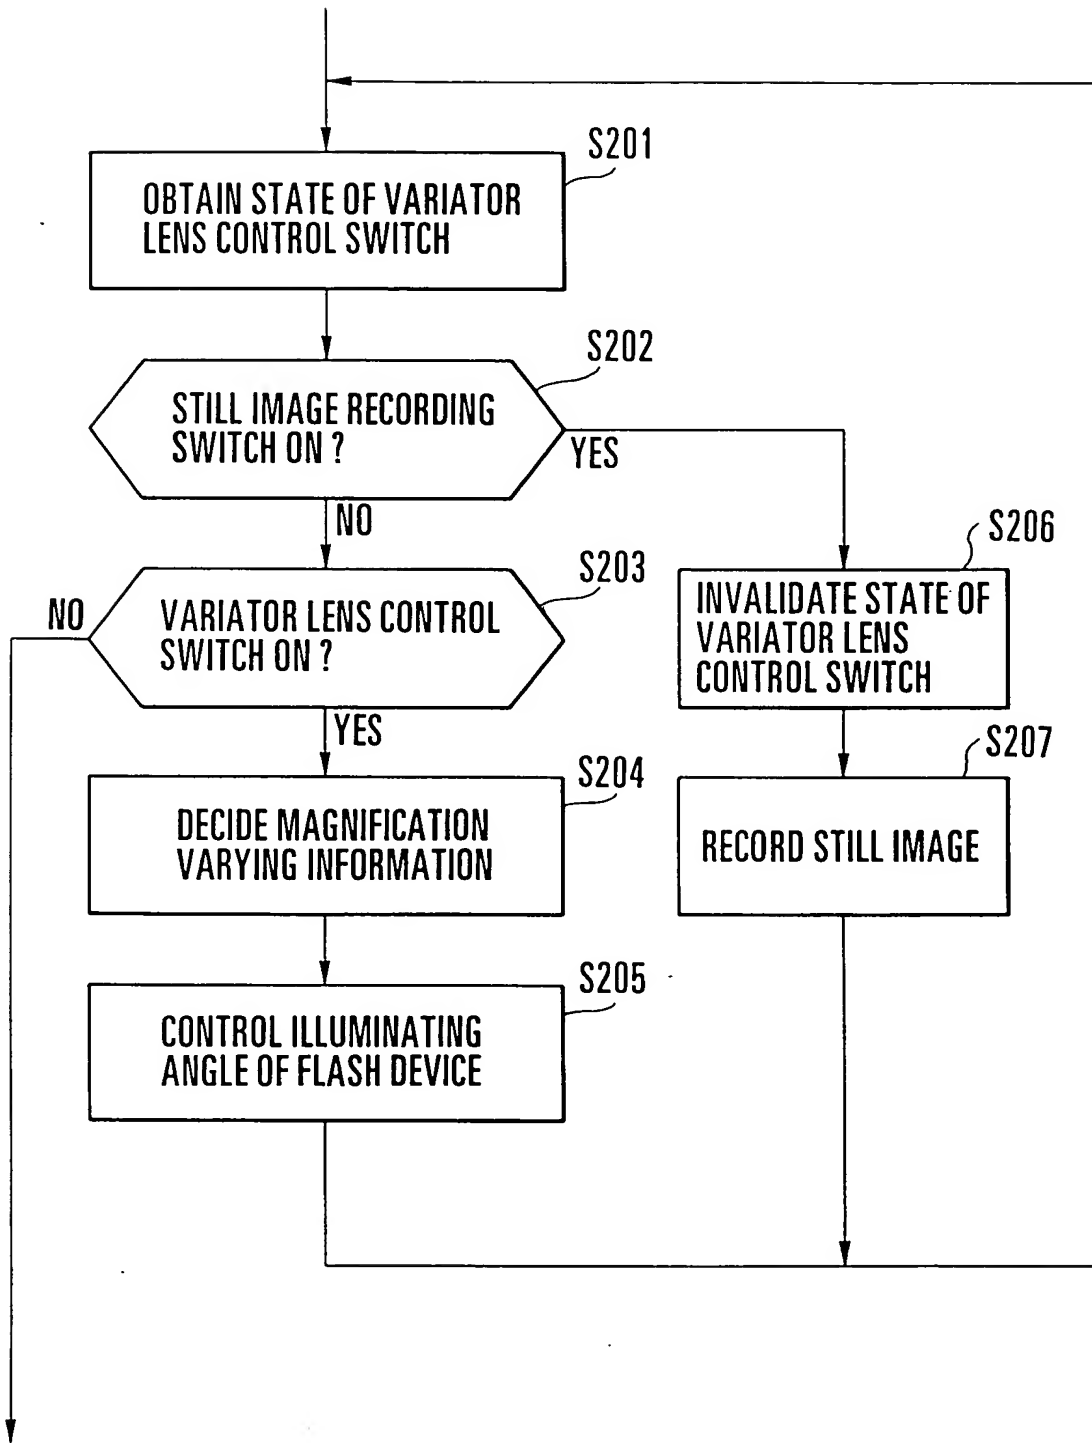 S201
OBTAIN STATE OF VARIATOR
LENS CONTROL SWITCH
S202
STILL IMAGE RECORDING
SWITCH ON ?
YES
NO
S203
NO
VARIATOR LENS CONTROL
SWITCH ON ?
YES
S206
INVALIDATE STATE OF
VARIATOR LENS
CONTROL SWITCH
S204
DECIDE MAGNIFICATION
VARYING INFORMATION
S207
RECORD STILL IMAGE
S205
CONTROL ILLUMINATING
ANGLE OF FLASH DEVICE